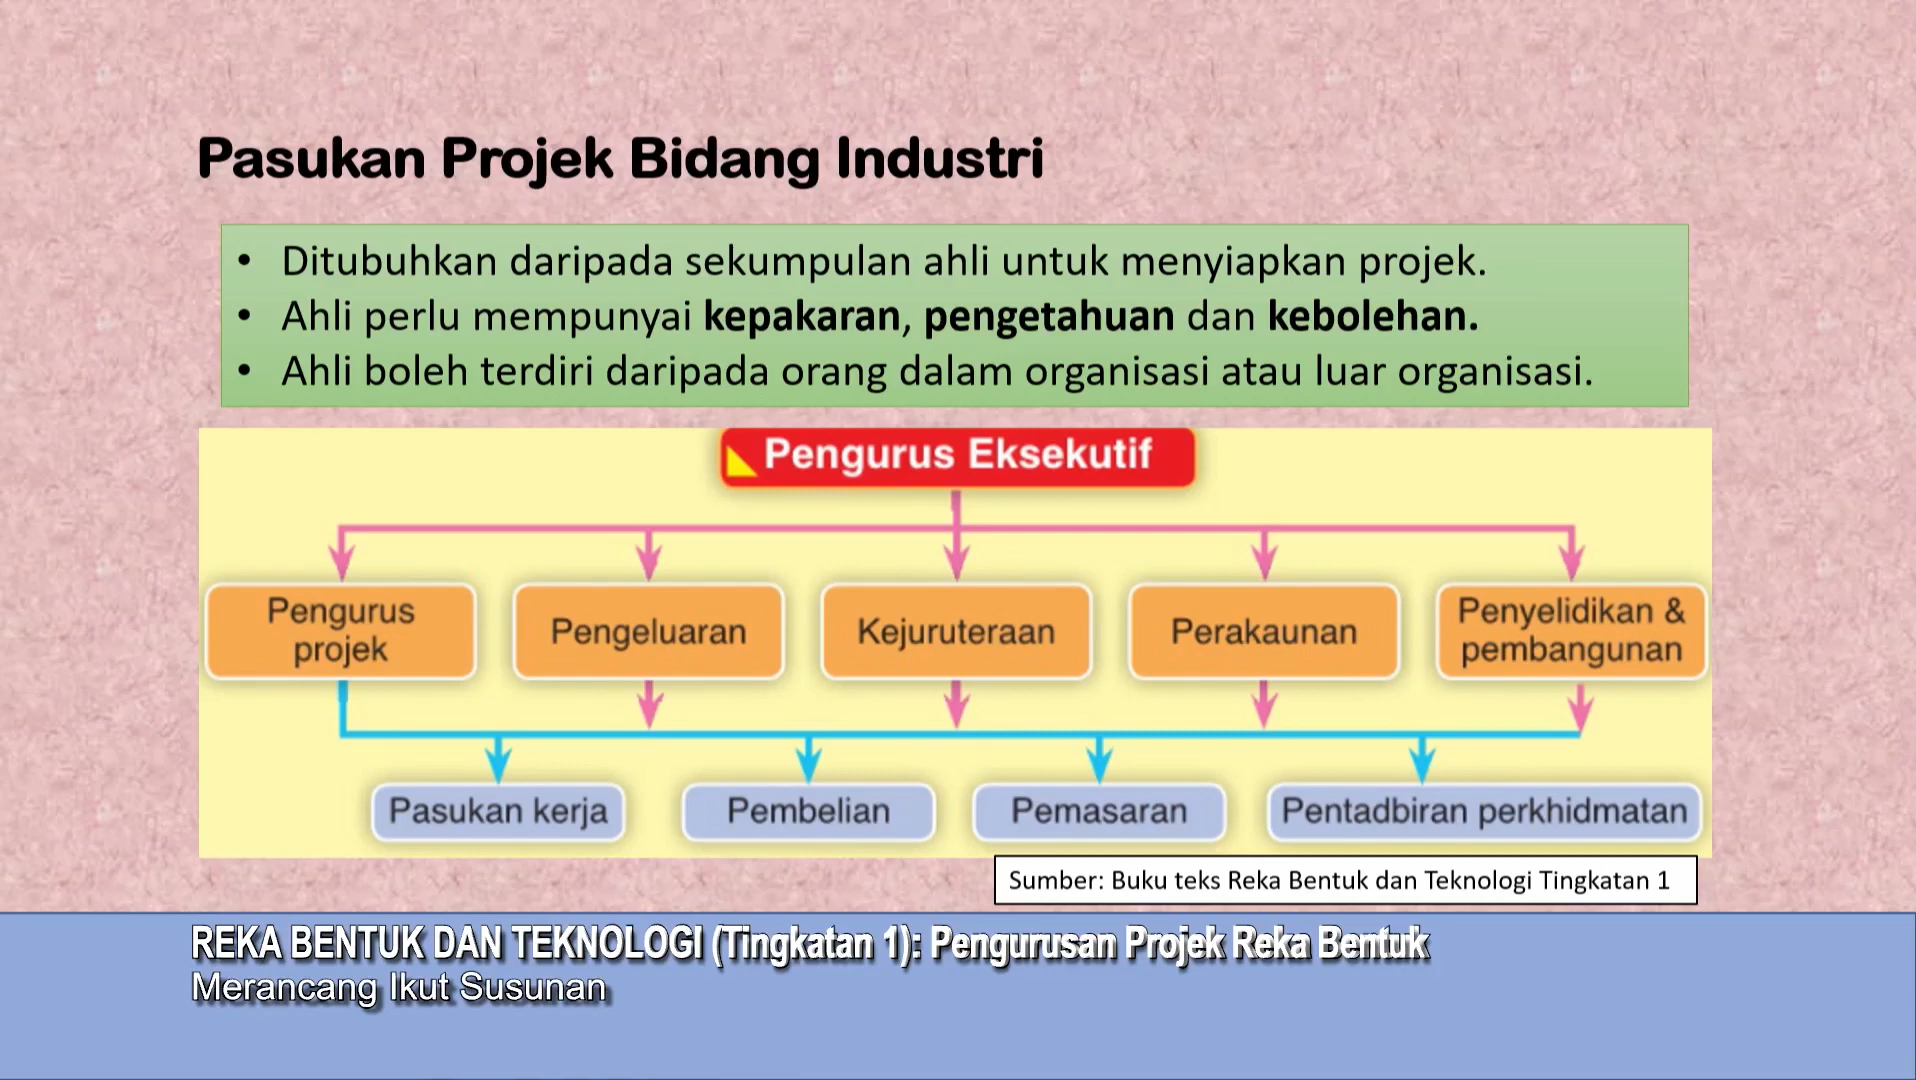 Pasukan Projek Bidang Industri
• Ditubuhkan daripada sekumpulan ahli untuk menyiapkan projek.
• Ahli perlu mempunyai kepakaran, pengetahuan dan kebolehan.
• Ahli boleh terdiri daripada orang dalam organisasi atau luar organisasi.
Pengurus Eksekutif
Pengurus
projek
Pengeluaran
Kejuruteraan
Perakaunan
Penyelidikan &
pembangunan
Pasukan kerja
Pembelian
Pemasaran
Pentadbiran perkhidmatan
Sumber: Buku teks Reka Bentuk dan Teknologi Tingkatan 1
REKA BENTUK DAN TEKNOLOGI (Tingkatan 1): Pengurusan Projek Reka Bentuk
Merancang Ikut Susunan